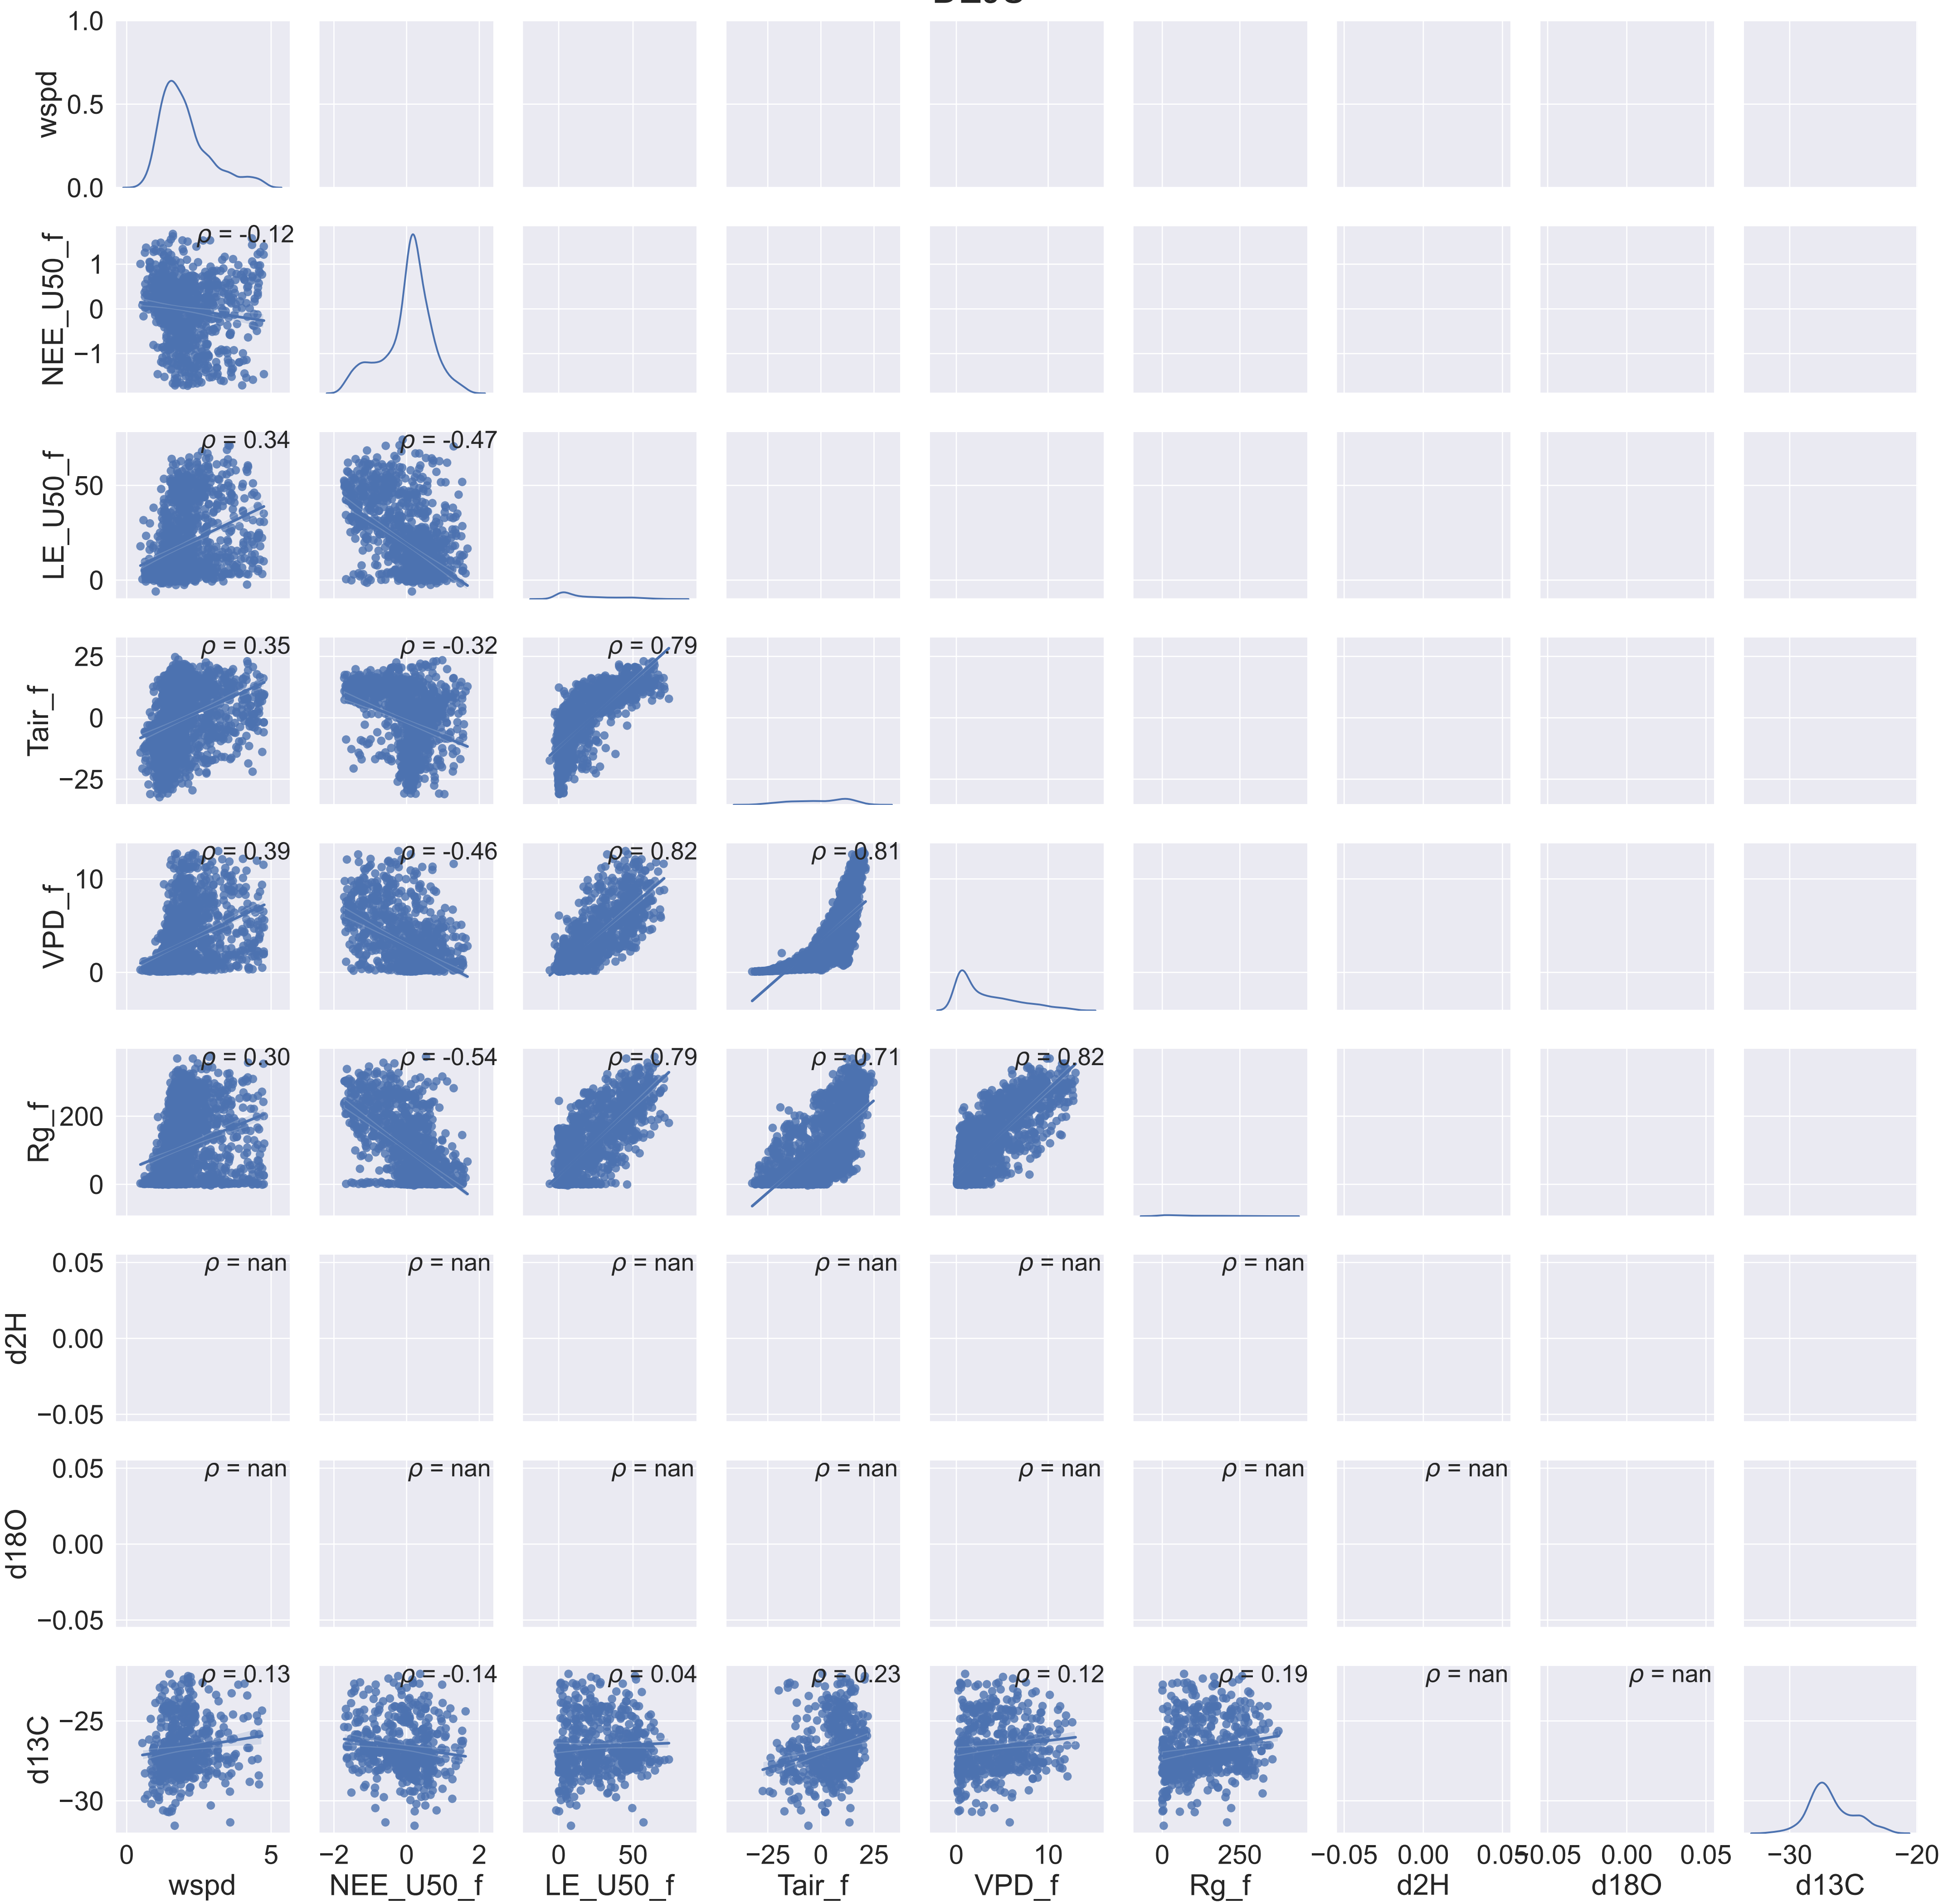 1.0
0.5
0.0
wspd
ρ = -0.12
1
0
−1
NEE_U50_f
ρ = 0.34
ρ = -0.47
50
0
LE_U50_f
ρ = 0.35
ρ = -0.32
ρ = 0.79
25
0
−25
Tair_f
ρ = 0.39
ρ = -0.46
ρ = 0.82
ρ = 0.81
10
0
VPD_f
ρ = 0.30
ρ = -0.54
ρ = 0.79
ρ = 0.71
ρ = 0.82
200
0
Rg_f
ρ = nan
ρ = nan
ρ = nan
ρ = nan
ρ = nan
ρ = nan
0.05
0.00
−0.05
d2H
ρ = nan
ρ = nan
ρ = nan
ρ = nan
ρ = nan
ρ = nan
ρ = nan
0.05
0.00
−0.05
d18O
ρ = 0.13
ρ = -0.14
ρ = 0.04
ρ = 0.23
ρ = 0.12
ρ = 0.19
ρ = nan
ρ = nan
−25
−30
d13C
0 5
−2 0 2
0 50
−25 0 25
0 10
0 250
−0.05 0.00 0.05
−0.05 0.00 0.05
−30 −20
wspd
NEE_U50_f
LE_U50_f
Tair_f
VPD_f
Rg_f
d2H
d18O
d13C